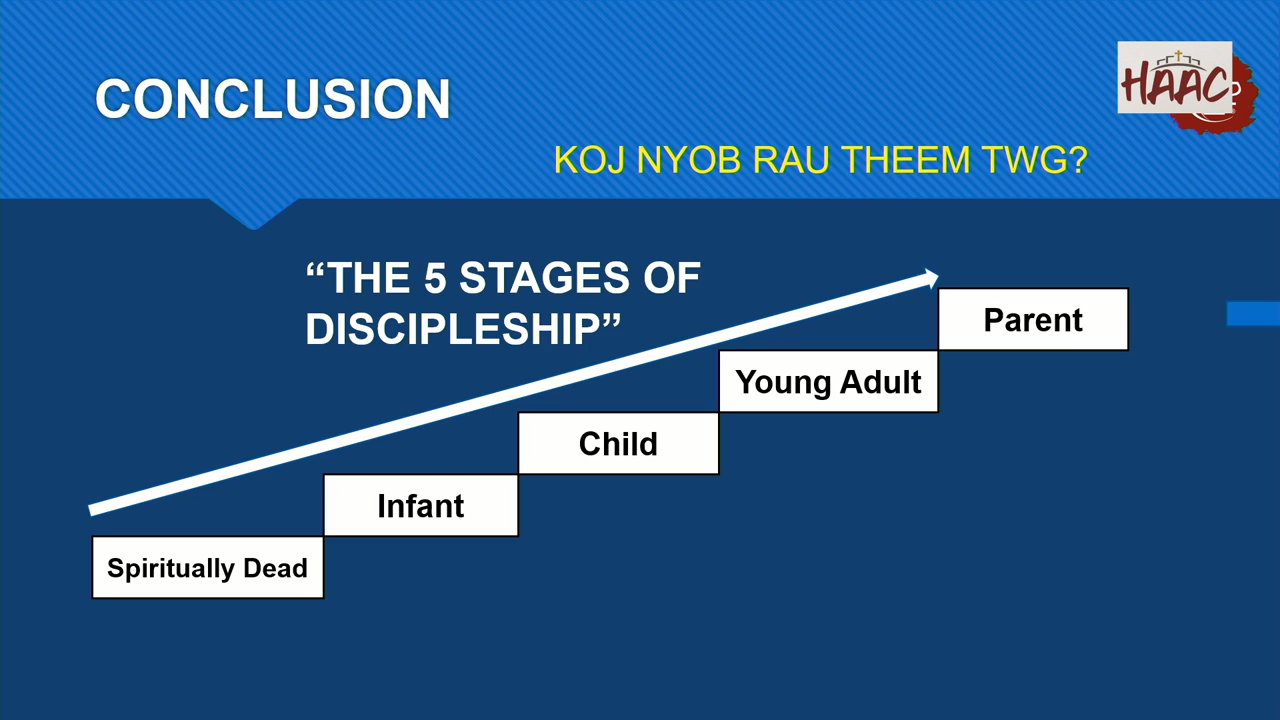 CONCLUSION
HAAC
KOJ NYOB RAU THEEM TWG?
“THE 5 STAGES OF
DISCIPLESHIP”
Parent
Young Adult
Child
Infant
Spiritually Dead